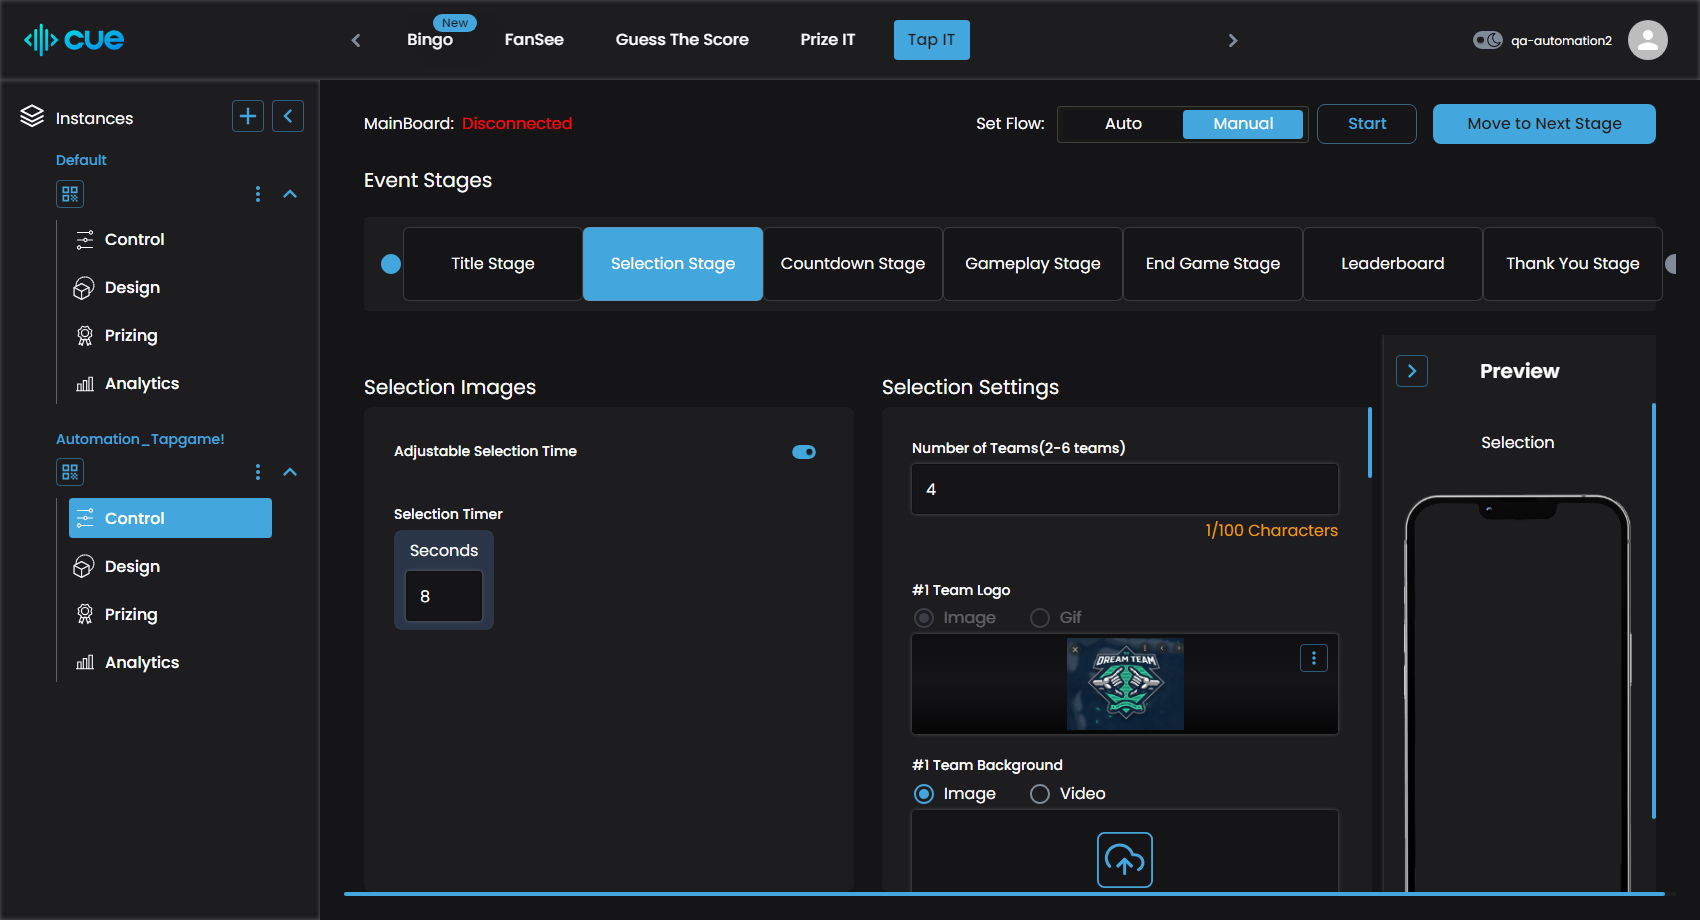 cue
New
Bingo
FanSee
Guess The Score
Prize IT
Tap IT
qa-automation2
Instances
Default
Control
Design
Prizing
Analytics
Automation_Tapgame!
Control
Design
Prizing
Analytics
MainBoard: Disconnected
Set Flow:
Auto
Manual
Start
Move to Next Stage
Event Stages
Title Stage
Selection Stage
Countdown Stage
Gameplay Stage
End Game Stage
Leaderboard
Thank You Stage
Selection Images
Adjustable Selection Time
Selection Timer
Seconds
8
Selection Settings
Number of Teams(2-6 teams)
4
1/100 Characters
#1 Team Logo
Image
Gif
DREAM TEAM
#1 Team Background
Image
Video
Preview
Selection